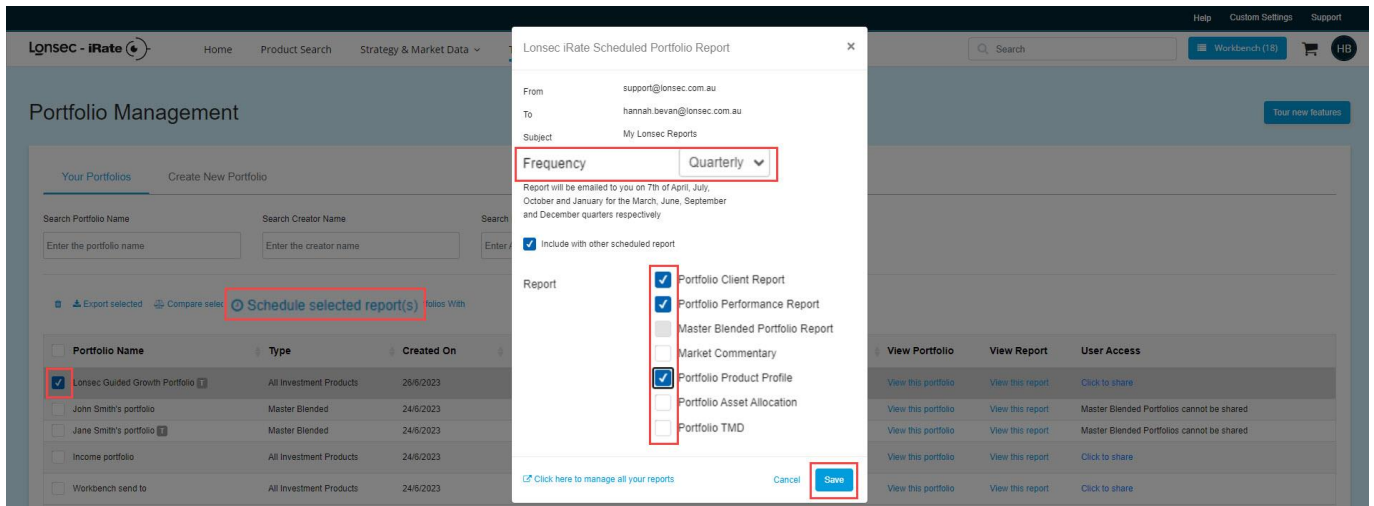 Help Custom Settings Support
Lonsec - iRate
Home Product Search Strategy & Market Data
Search
Workbench (18)
HB
Portfolio Management
Tour new features
Your Portfolios Create New Portfolio
Search Portfolio Name Search Creator Name Search
Enter the portfolio name Enter the creator name Enter
Export selected Compare selec Schedule selected report(s) folios With
Portfolio Name Type Created On View Portfolio View Report User Access
Lonsec Guided Growth Portfolio T All Investment Products 26/6/2023 View this portfolio View this report Click to share
John Smith's portfolio Master Blended 24/6/2023 View this portfolio View this report Master Blended Portfolios cannot be shared
Jane Smith's portfolio T Master Blended 24/6/2023 View this portfolio View this report Master Blended Portfolios cannot be shared
Income portfolio All Investment Products 24/6/2023 View this portfolio View this report Click to share
Workbench send to All Investment Products 24/6/2023 View this portfolio View this report Click to share
Lonsec iRate Scheduled Portfolio Report ×
From support@lonsec.com.au
To hannah.bevan@lonsec.com.au
Subject My Lonsec Reports
Frequency Quarterly
Report will be emailed to you on 7th of April, July,
October and January for the March, June, September
and December quarters respectively
Include with other scheduled report
Report
Portfolio Client Report
Portfolio Performance Report
Master Blended Portfolio Report
Market Commentary
Portfolio Product Profile
Portfolio Asset Allocation
Portfolio TMD
Click here to manage all your reports Cancel Save